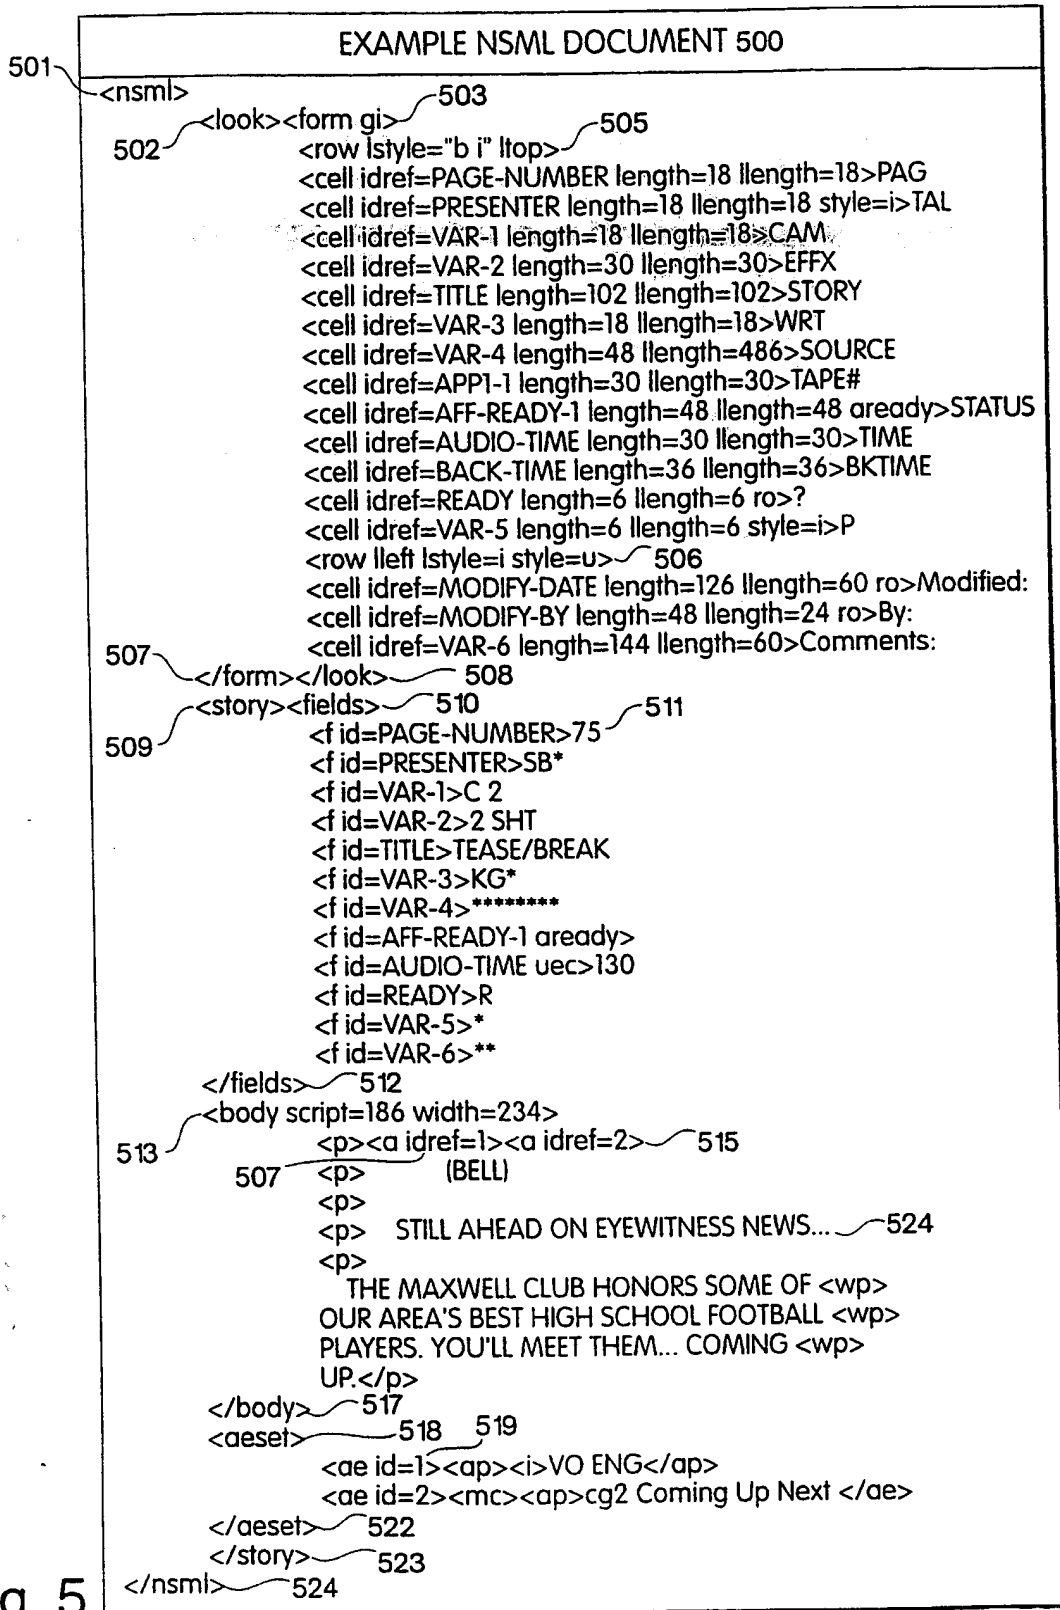 EXAMPLE NSML DOCUMENT 500
501
<nsml>
503
<look><form gi>
502
505
<row lstyle="b i" ltop>
<cell idref=PAGE-NUMBER length=18 llength=18>PAG
<cell idref=PRESENTER length=18 llength=18 style=i>TAL
<cell idref=VAR-1 length=18 llength=18>CAM
<cell idref=VAR-2 length=30 llength=30>EFFX
<cell idref=TITLE length=102 llength=102>STORY
<cell idref=VAR-3 length=18 llength=18>WRT
<cell idref=VAR-4 length=48 llength=486>SOURCE
<cell idref=APP1-1 length=30 llength=30>TAPE#
<cell idref=AFF-READY-1 length=48 llength=48 aready>STATUS
<cell idref=AUDIO-TIME length=30 llength=30>TIME
<cell idref=BACK-TIME length=36 llength=36>BKTIME
<cell idref=READY length=6 llength=6 ro>?
<cell idref=VAR-5 length=6 llength=6 style=i>P
<row lleft lstyle=i style=u> 506
<cell idref=MODIFY-DATE length=126 llength=60 ro>Modified:
<cell idref=MODIFY-BY length=48 llength=24 ro>By:
<cell idref=VAR-6 length=144 llength=60>Comments:
507
</form></look> 508
<story><fields> 510
509
511
<f id=PAGE-NUMBER>75
<f id=PRESENTER>SB*
<f id=VAR-1>C 2
<f id=VAR-2>2 SHT
<f id=TITLE>TEASE/BREAK
<f id=VAR-3>KG*
<f id=VAR-4>********
<f id=AFF-READY-1 aready>
<f id=AUDIO-TIME uec>130
<f id=READY>R
<f id=VAR-5>*
<f id=VAR-6>**
</fields> 512
<body script=186 width=234>
513
<p><a idref=1><a idref=2> 515
507
<p> (BELL)
<p>
<p> STILL AHEAD ON EYEWITNESS NEWS... 524
<p>
THE MAXWELL CLUB HONORS SOME OF <wp>
OUR AREA'S BEST HIGH SCHOOL FOOTBALL <wp>
PLAYERS. YOU'LL MEET THEM... COMING <wp>
UP.</p>
</body> 517
<aeset> 518 519
<ae id=1><ap><i>VO ENG</ap>
<ae id=2><mc><ap>cg2 Coming Up Next </ae>
</aeset> 522
</story> 523
</nsml> 524
5